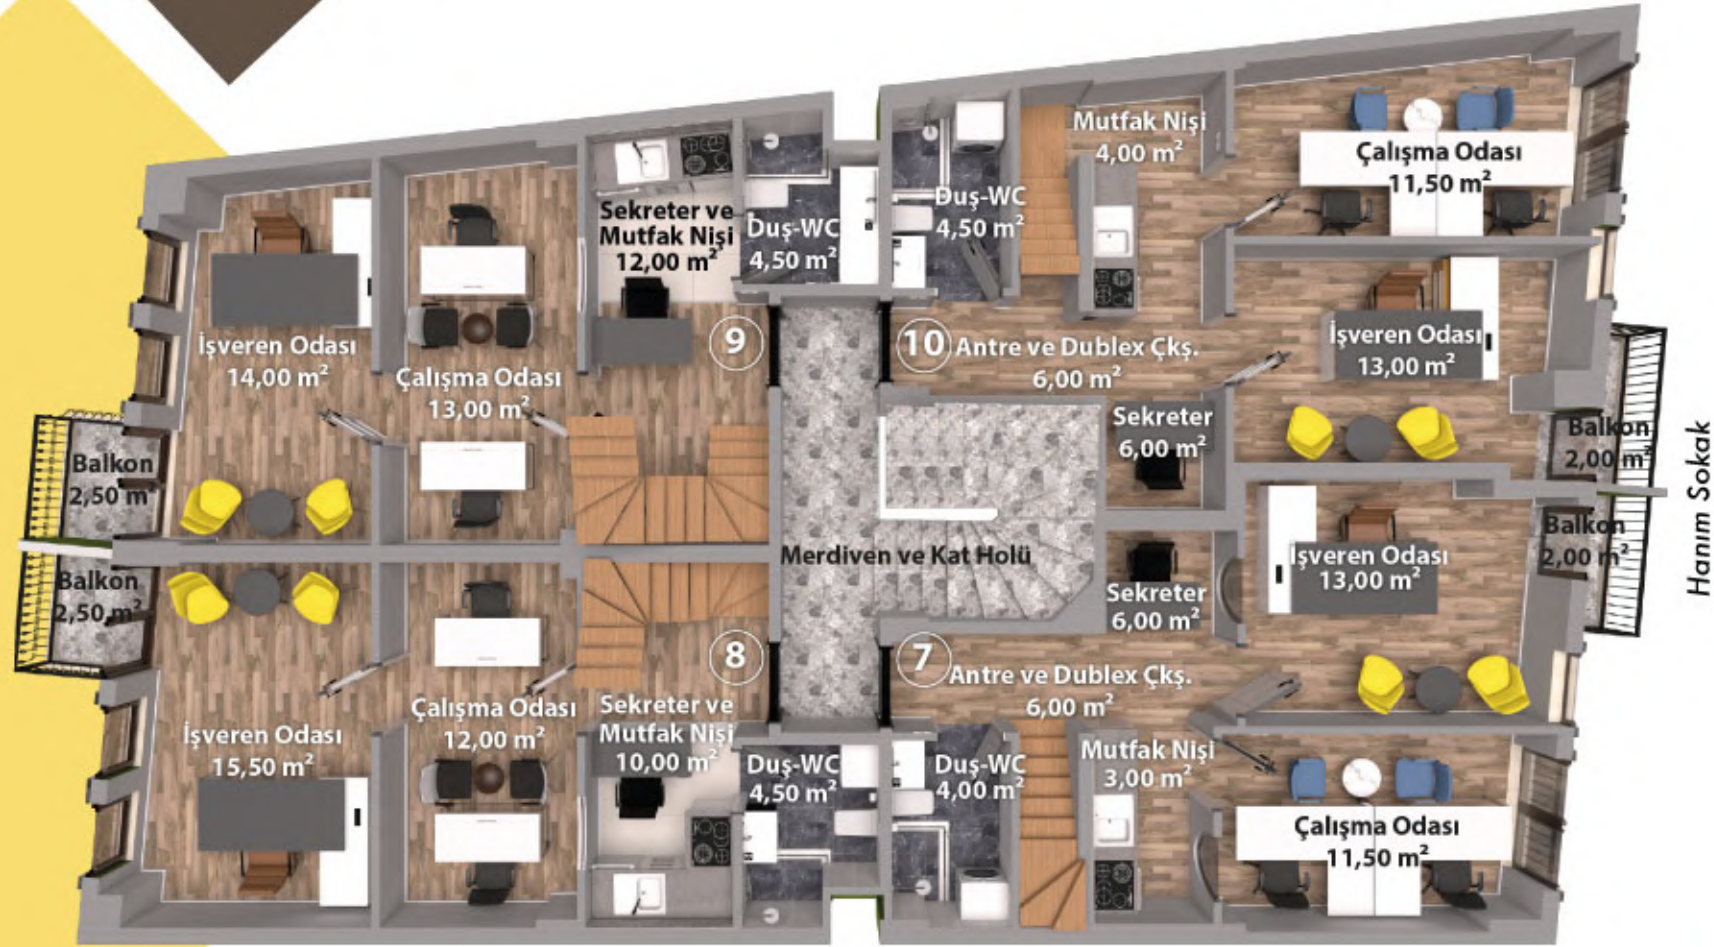 Mutfak Nişi
4,00 m²
Çalışma Odası
11,50 m²
Duş-WC
4,50 m²
Sekreter ve
Mutfak Nişi
12,00 m²
Duş-WC
4,50 m²
İşveren Odası
14,00 m²
Çalışma Odası
13,00 m²
9
10
Antre ve Dublex Çkş.
6,00 m²
İşveren Odası
13,00 m²
Sekreter
6,00 m²
Balkon
2,00 m²
Balkon
2,50 m²
Hanım Sokak
Balkon
2,50 m²
Merdiven ve Kat Holü
Sekreter
6,00 m²
İşveren Odası
13,00 m²
Balkon
2,00 m²
8
7
Antre ve Dublex Çkş.
6,00 m²
İşveren Odası
15,50 m²
Çalışma Odası
12,00 m²
Sekreter ve
Mutfak Nişi
10,00 m²
Duş-WC
4,50 m²
Duş-WC
4,00 m²
Mutfak Nişi
3,00 m²
Çalışma Odası
11,50 m²